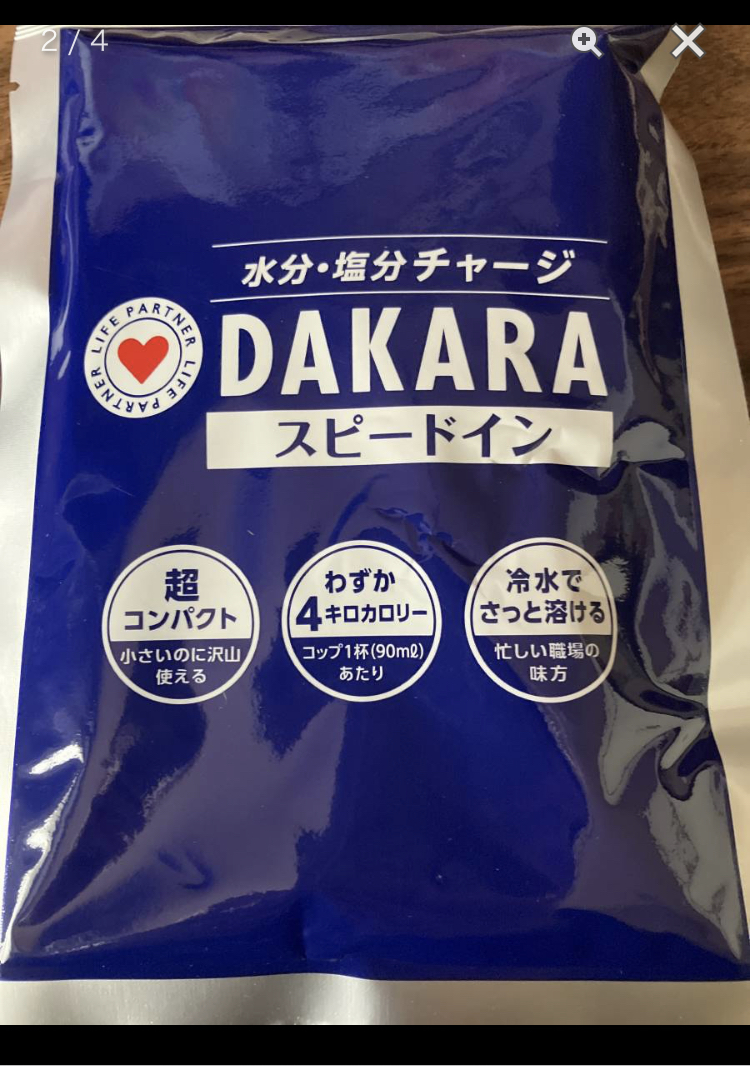 2 / 4
水分・塩分チャージ
LIFE PARTNER LIFE PARTNER
DAKARA
スピードイン
超
コンパクト
小さいのに沢山
使える
わずか
4キロカロリー
コップ1杯(90mℓ)
あたり
冷水で
さっと溶ける
忙しい職場の
味方